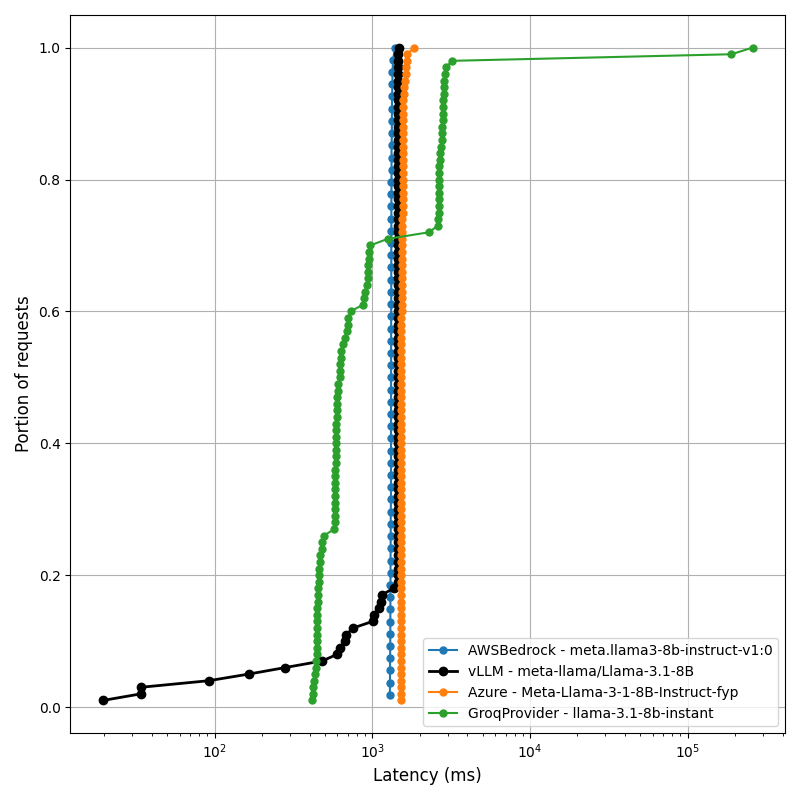 Portion of requests
1.0
0.8
0.6
0.4
0.2
0.0
AWSBedrock - meta.llama3-8b-instruct-v1:0
vLLM - meta-llama/Llama-3.1-8B
Azure - Meta-Llama-3-1-8B-Instruct-fyp
GroqProvider - llama-3.1-8b-instant
10² 10³ 10⁴ 10⁵
Latency (ms)